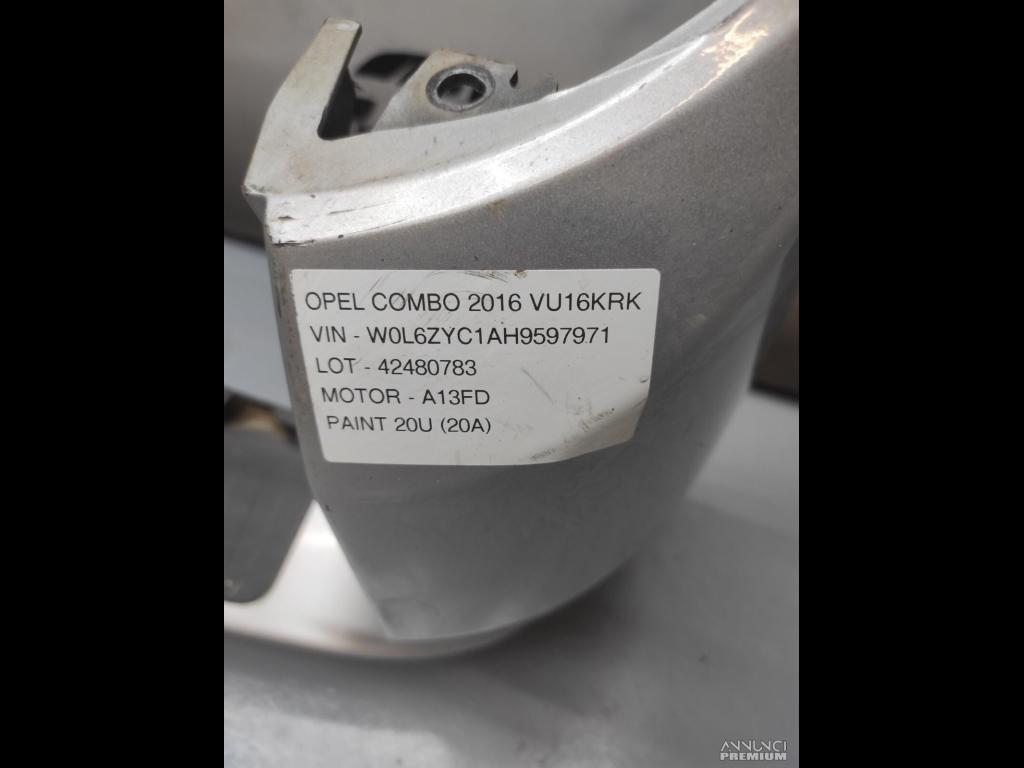 OPEL COMBO 2016 VU16KRK
VIN - W0L6ZYC1AH9597971
LOT - 42480783
MOTOR - A13FD
PAINT 20U (20A)
ANNUNCI
PREMIUM